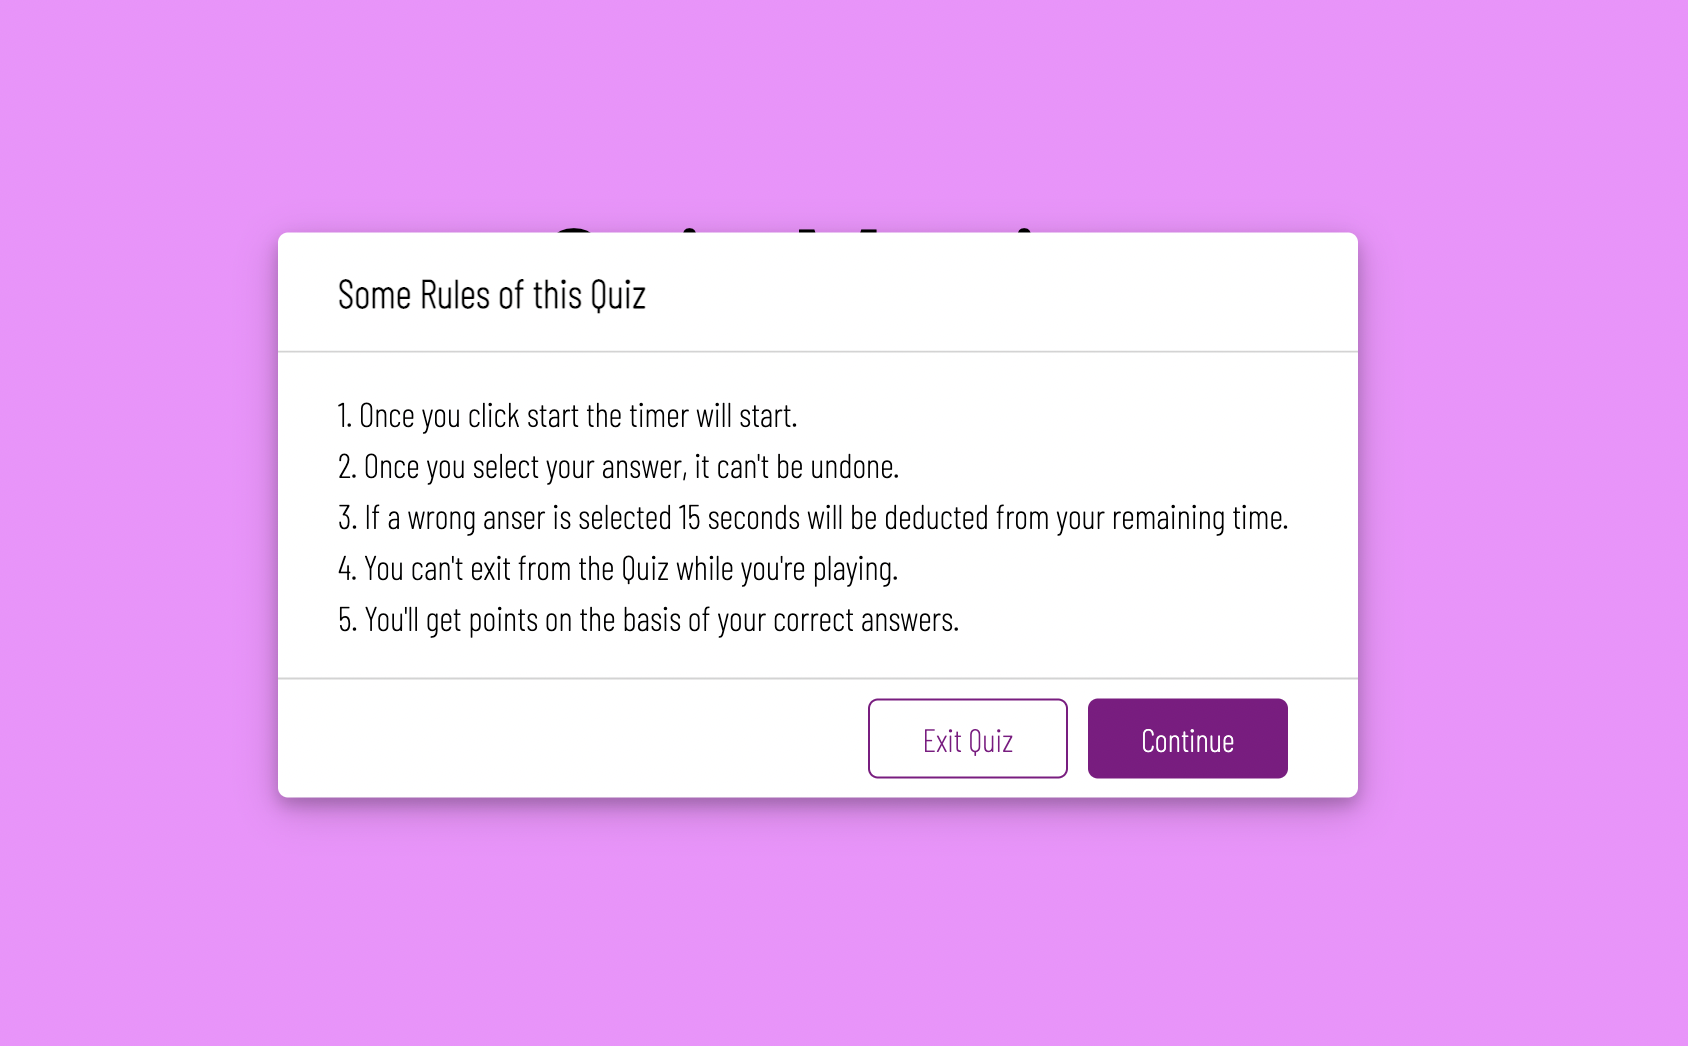 Some Rules of this Quiz
1. Once you click start the timer will start.
2. Once you select your answer, it can't be undone.
3. If a wrong anser is selected 15 seconds will be deducted from your remaining time.
4. You can't exit from the Quiz while you're playing.
5. You'll get points on the basis of your correct answers.
Exit Quiz
Continue